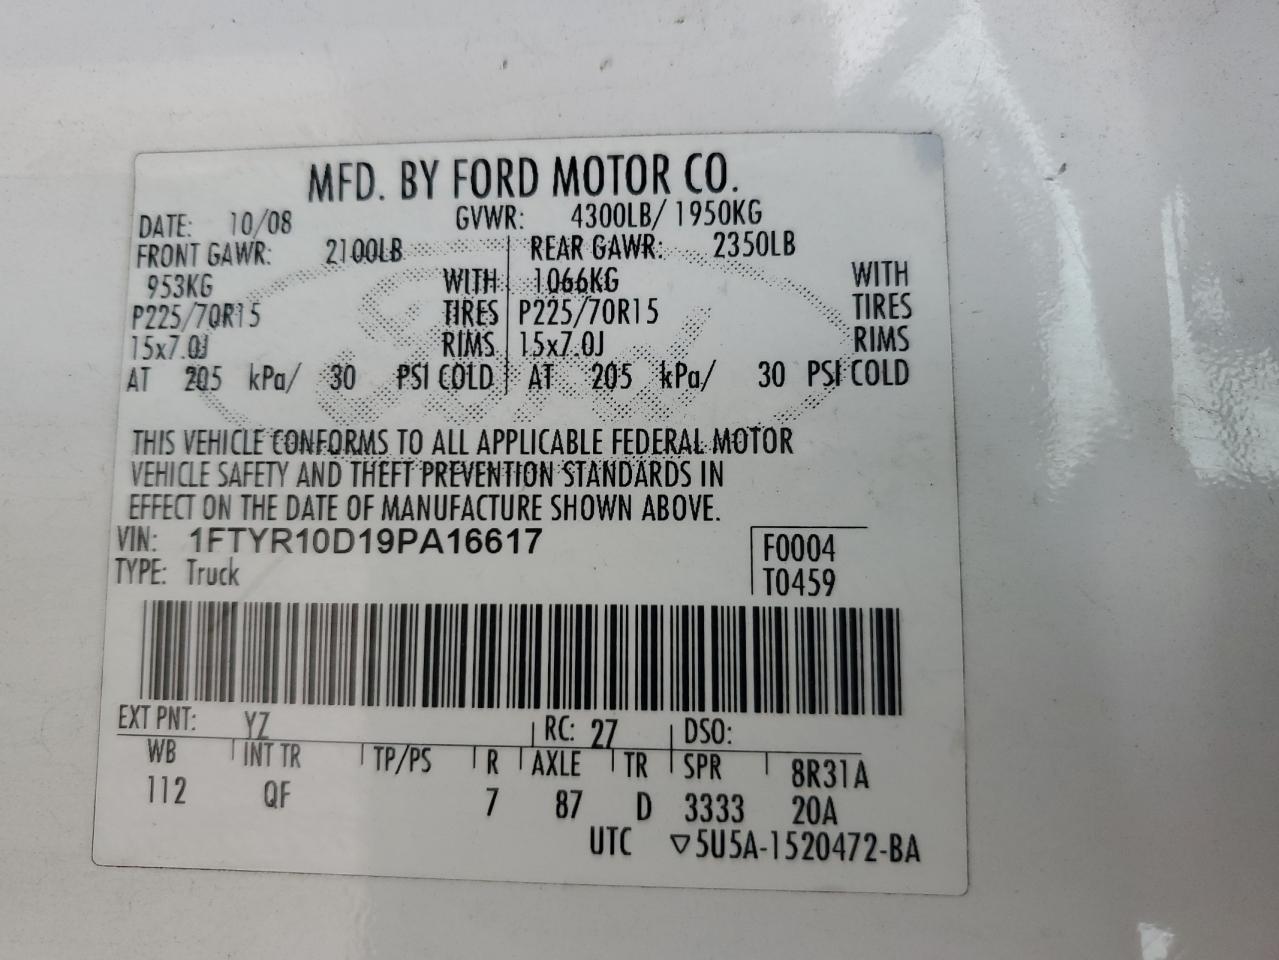 MFD. BY FORD MOTOR CO.
DATE: 10/08 GVWR: 4300LB/ 1950KG
FRONT GAWR: 2100LB REAR GAWR: 2350LB
953KG WITH 1066KG WITH
P225/70R15 TIRES P225/70R15 TIRES
15x7.0J RIMS 15x7.0J RIMS
AT 205 kPa/ 30 PSI COLD AT 205 kPa/ 30 PSI COLD
THIS VEHICLE CONFORMS TO ALL APPLICABLE FEDERAL MOTOR
VEHICLE SAFETY AND THEFT PREVENTION STANDARDS IN
EFFECT ON THE DATE OF MANUFACTURE SHOWN ABOVE.
VIN: 1FTYR10D19PA16617 F0004
TYPE: Truck T0459
EXT PNT: YZ RC: 27 DSO:
WB INT TR TP/PS R AXLE TR SPR 8R31A
112 QF 7 87 D 3333 20A
UTC ▽5U5A-1520472-BA
Ford